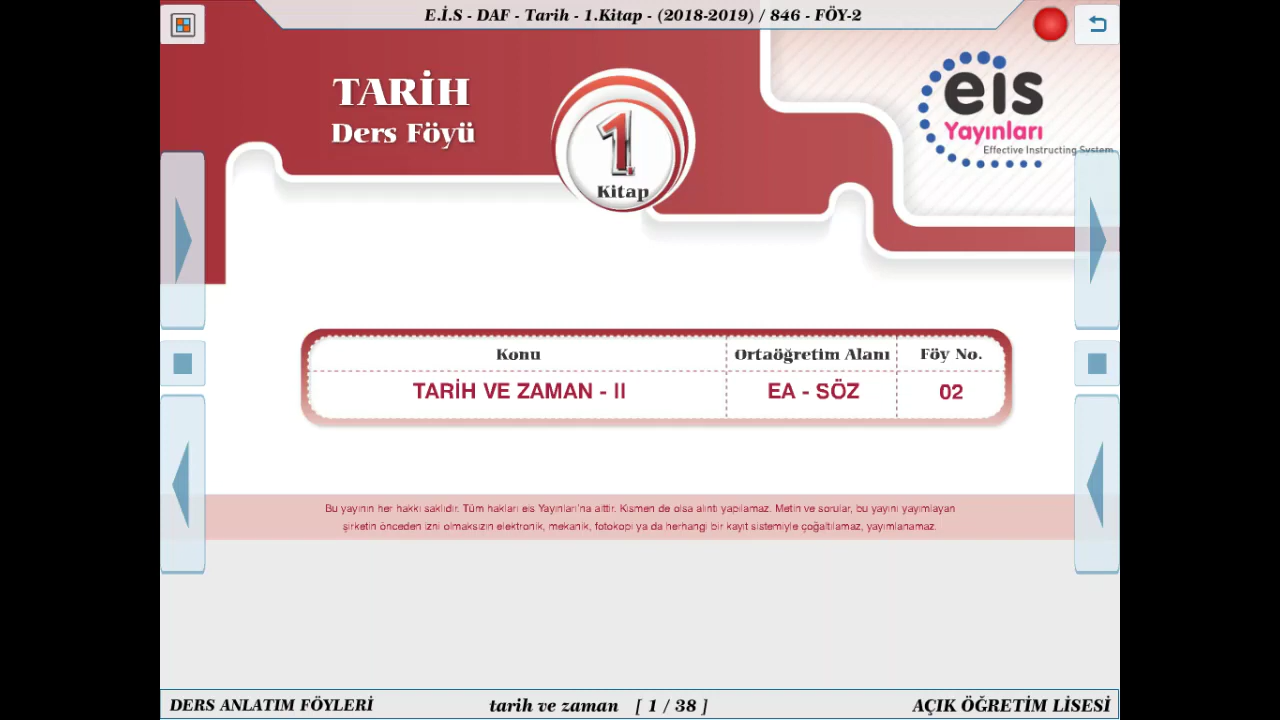 E.İ.S - DAF - Tarih - 1.Kitap - (2018-2019) / 846 - FÖY-2
TARİH
Ders Föyü
1.
Kitap
eis
Yayınları
Effective Instructing System
Konu
Ortaöğretim Alanı
Föy No.
TARİH VE ZAMAN - II
EA - SÖZ
02
Bu yayının her hakkı saklıdır. Tüm hakları eis Yayınları'na aittir. Kısmen de olsa alıntı yapılamaz. Metin ve sorular, bu yayını yayımlayan
şirketin önceden izni olmaksızın elektronik, mekanik, fotokopi ya da herhangi bir kayıt sistemiyle çoğaltılamaz, yayımlanamaz.
DERS ANLATIM FÖYLERİ
tarih ve zaman [ 1 / 38 ]
AÇIK ÖĞRETİM LİSESİ